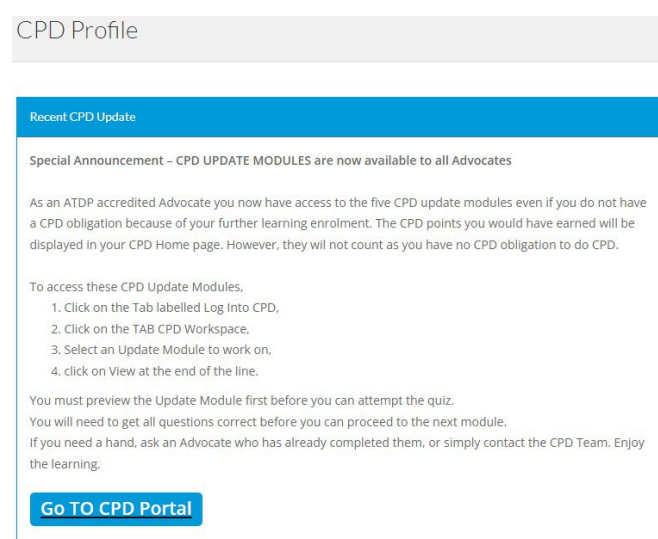 CPD Profile
Recent CPD Update
Special Announcement – CPD UPDATE MODULES are now available to all Advocates
As an ATDP accredited Advocate you now have access to the five CPD update modules even if you do not have
a CPD obligation because of your further learning enrolment. The CPD points you would have earned will be
displayed in your CPD Home page. However, they wil not count as you have no CPD obligation to do CPD.
To access these CPD Update Modules,
1. Click on the Tab labelled Log Into CPD,
2. Click on the TAB CPD Workspace,
3. Select an Update Module to work on,
4. click on View at the end of the line.
You must preview the Update Module first before you can attempt the quiz.
You will need to get all questions correct before you can proceed to the next module.
If you need a hand, ask an Advocate who has already completed them, or simply contact the CPD Team. Enjoy
the learning.
Go TO CPD Portal